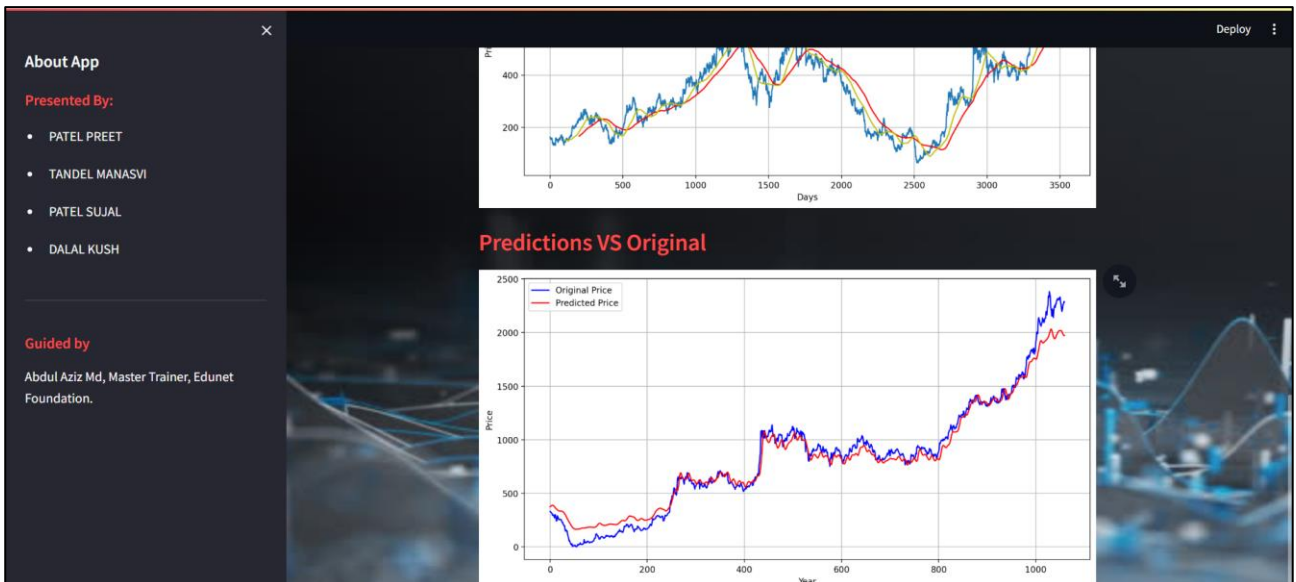 Deploy
About App
Presented By:
PATEL PREET
TANDEL MANASVI
PATEL SUJAL
DALAL KUSH
Guided by
Abdul Aziz Md, Master Trainer, Edunet
Foundation.
400
200
0 500 1000 1500 2000 2500 3000 3500
Days
Predictions VS Original
Original Price
Predicted Price
2500
2000
1500
1000
500
0
Price
0 200 400 600 800 1000
Year